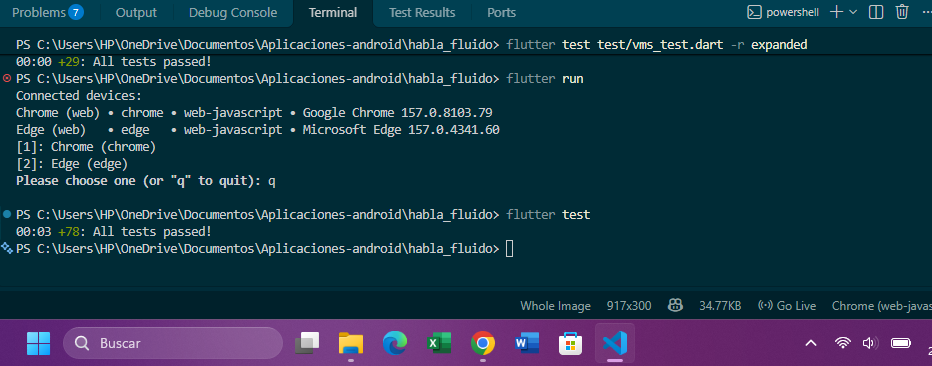 Problems 7 Output Debug Console Terminal Test Results Ports powershell
PS C:\Users\HP\OneDrive\Documentos\Aplicaciones-android\habla_fluido> flutter test test/vms_test.dart -r expanded
00:00 +29: All tests passed!
PS C:\Users\HP\OneDrive\Documentos\Aplicaciones-android\habla_fluido> flutter run
Connected devices:
Chrome (web) • chrome • web-javascript • Google Chrome 157.0.8103.79
Edge (web)   • edge   • web-javascript • Microsoft Edge 157.0.4341.60
[1]: Chrome (chrome)
[2]: Edge (edge)
Please choose one (or "q" to quit): q
PS C:\Users\HP\OneDrive\Documentos\Aplicaciones-android\habla_fluido> flutter test
00:03 +78: All tests passed!
PS C:\Users\HP\OneDrive\Documentos\Aplicaciones-android\habla_fluido>
Whole Image 917x300 34.77KB Go Live Chrome (web-javas
Buscar